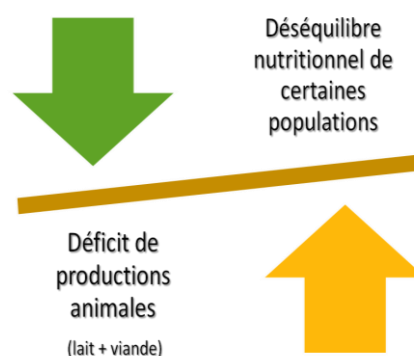 Déséquilibre
nutritionnel de
certaines
populations
Déficit de
productions
animales
(lait + viande)